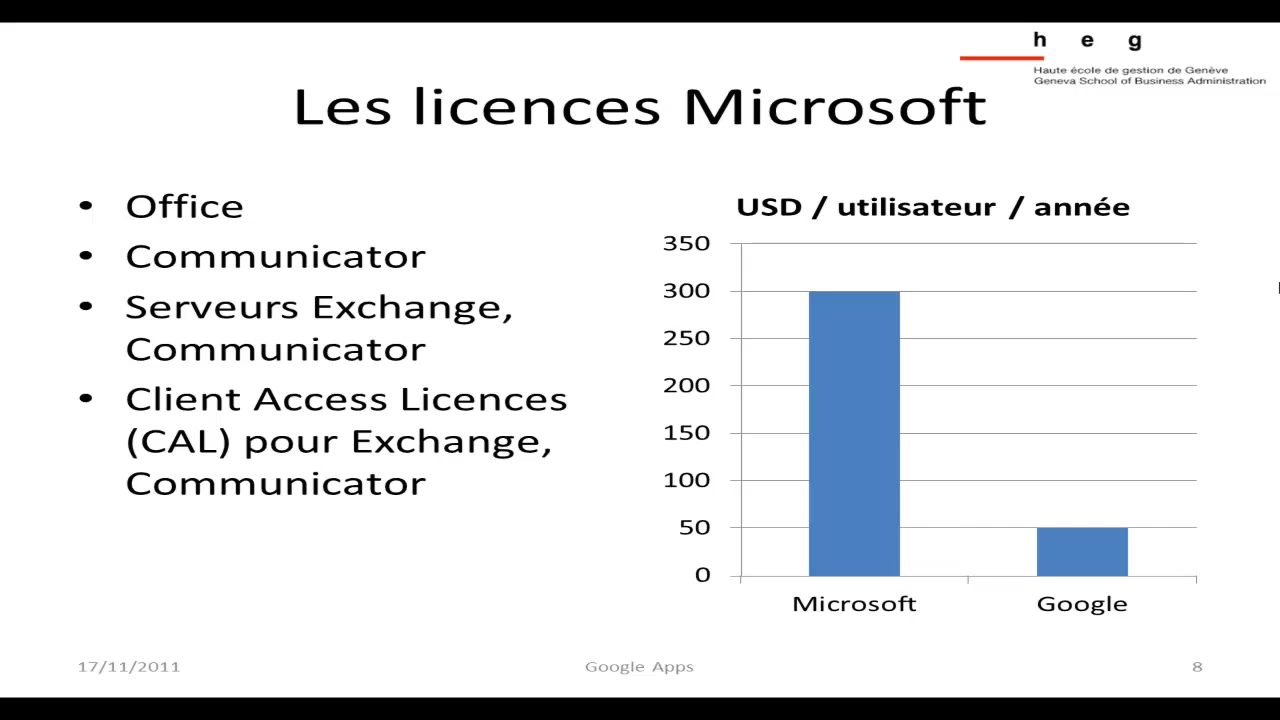 h e g
Haute école de gestion de Genève
Geneva School of Business Administration
Les licences Microsoft
• Office
• Communicator
• Serveurs Exchange,
Communicator
• Client Access Licences
(CAL) pour Exchange,
Communicator
USD / utilisateur / année
350
300
250
200
150
100
50
0
Microsoft
Google
17/11/2011
Google Apps
8